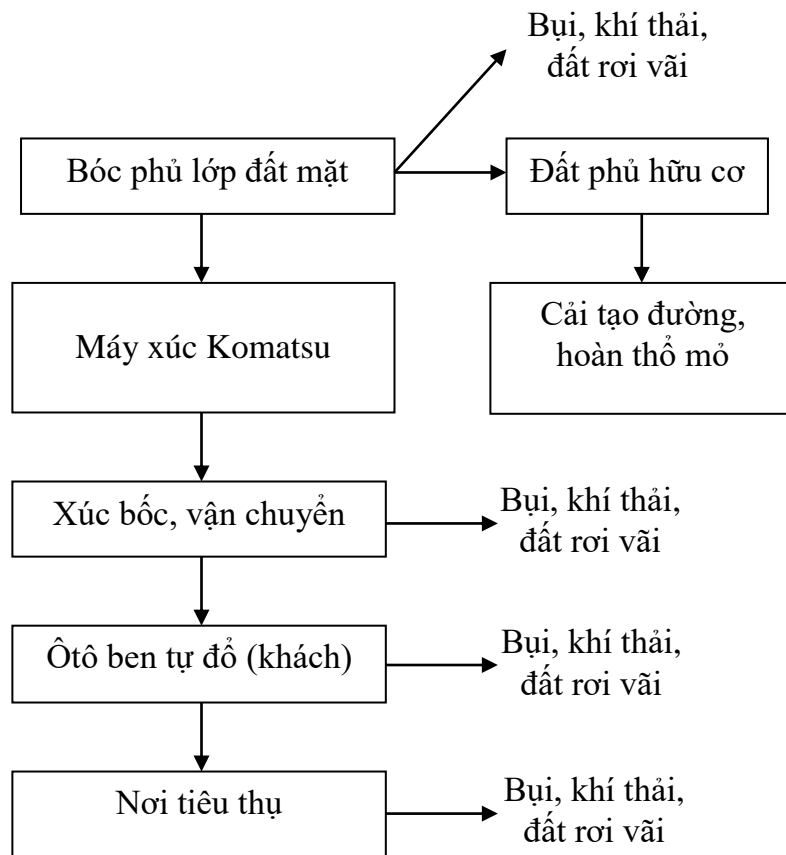 Bụi, khí thải,
đất rơi vãi
Bóc phủ lớp đất mặt
Đất phủ hữu cơ
Máy xúc Komatsu
Cải tạo đường,
hoàn thổ mỏ
Xúc bốc, vận chuyển
Bụi, khí thải,
đất rơi vãi
Ôtô ben tự đổ (khách)
Bụi, khí thải,
đất rơi vãi
Nơi tiêu thụ
Bụi, khí thải,
đất rơi vãi